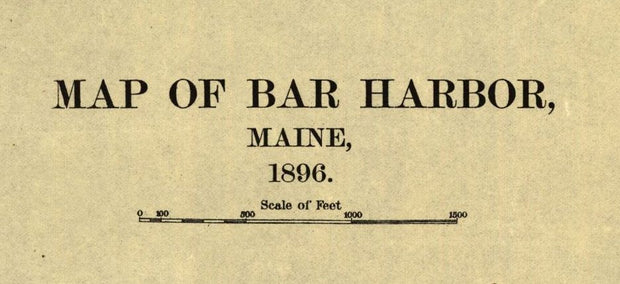 MAP OF BAR HARBOR,
MAINE,
1896.
Scale of Feet
0 100 500 1000 1500